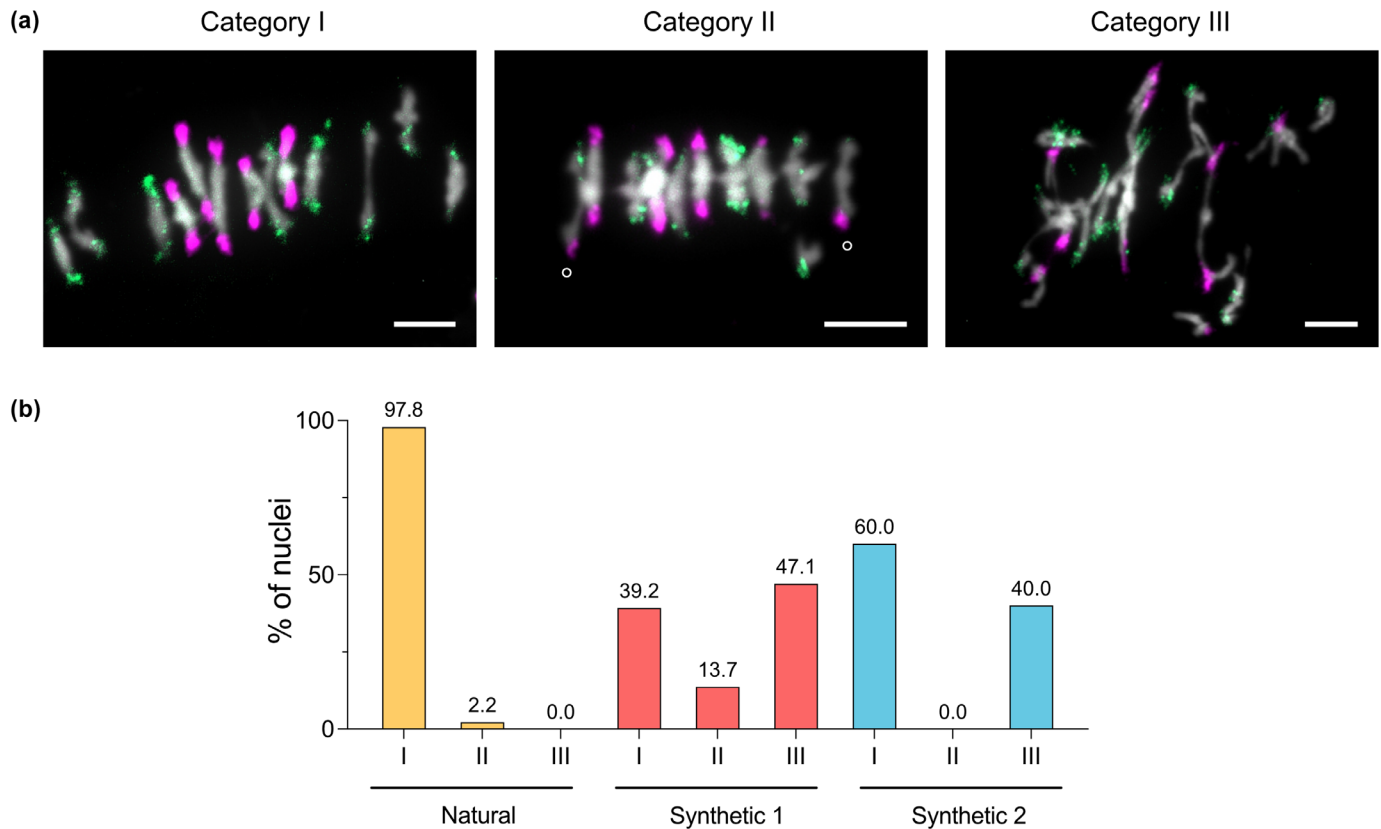 (a)
Category I
Category II
Category III
(b)
% of nuclei
100
50
0
97.8
2.2
0.0
39.2
13.7
47.1
60.0
0.0
40.0
I II III I II III I II III
Natural Synthetic 1 Synthetic 2